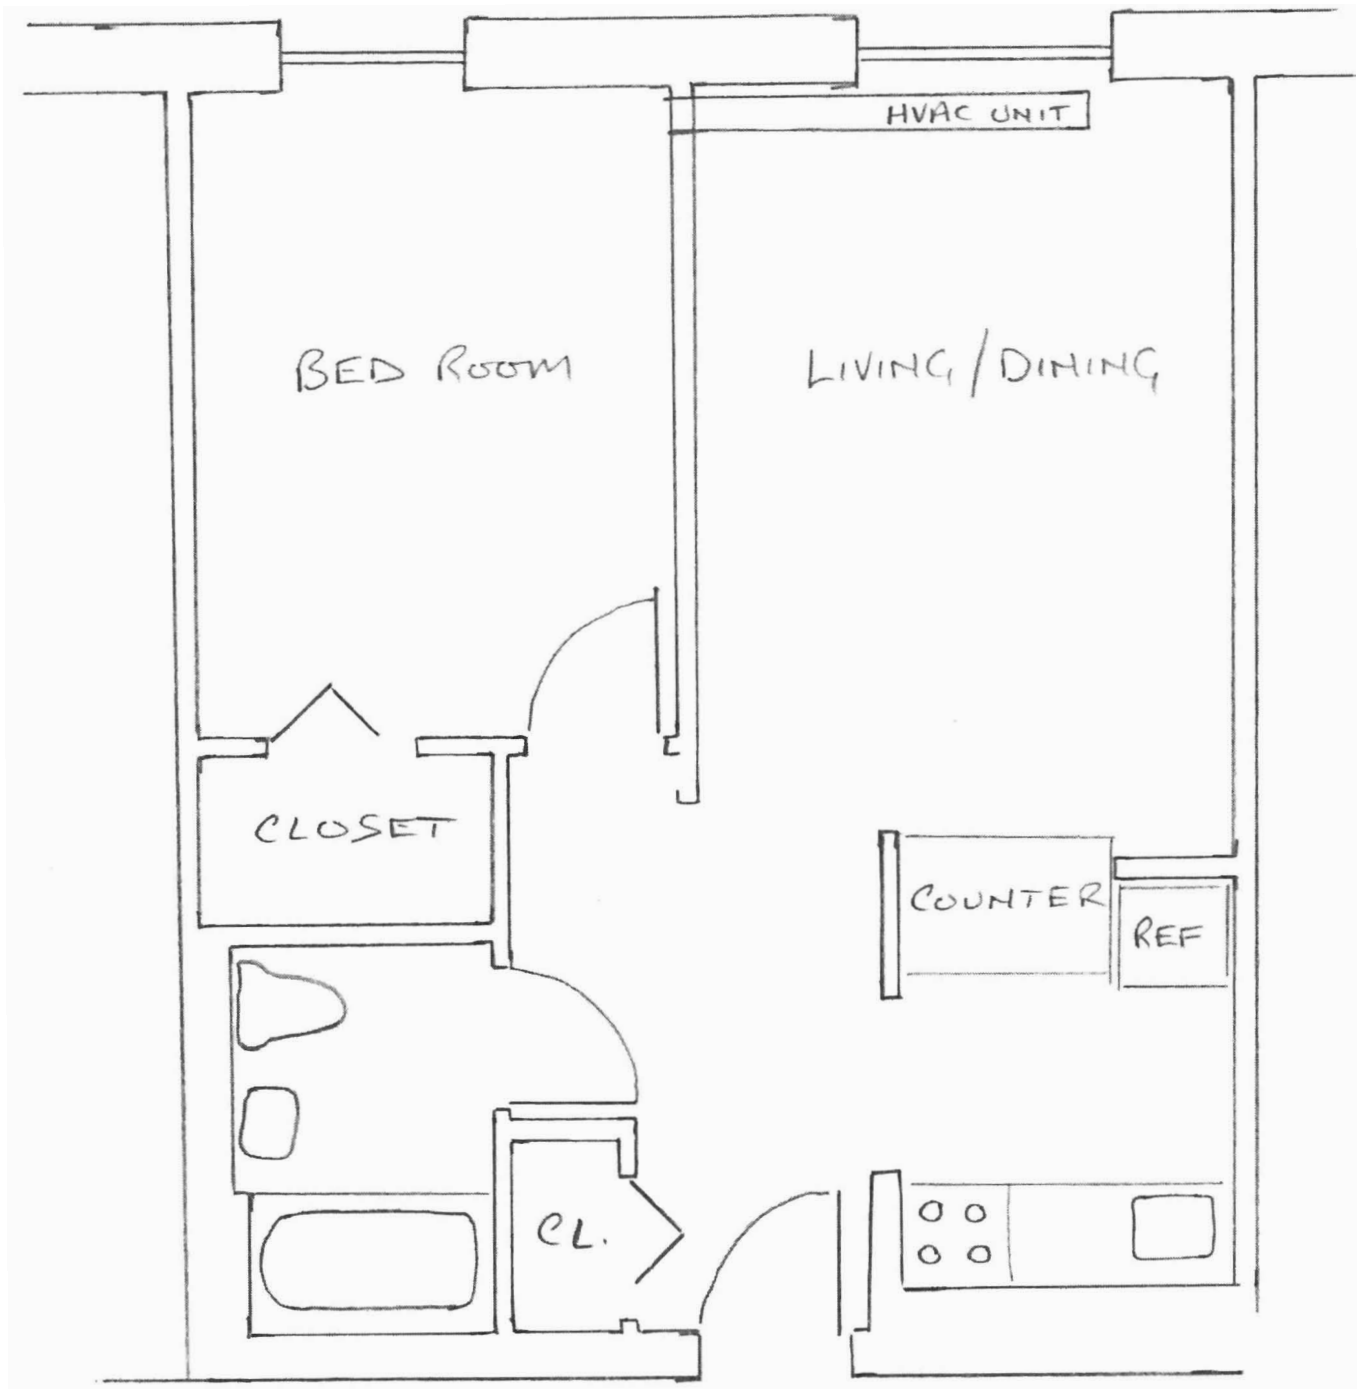 HVAC UNIT
BED ROOM
LIVING/DINING
CLOSET
COUNTER
REF
CL.